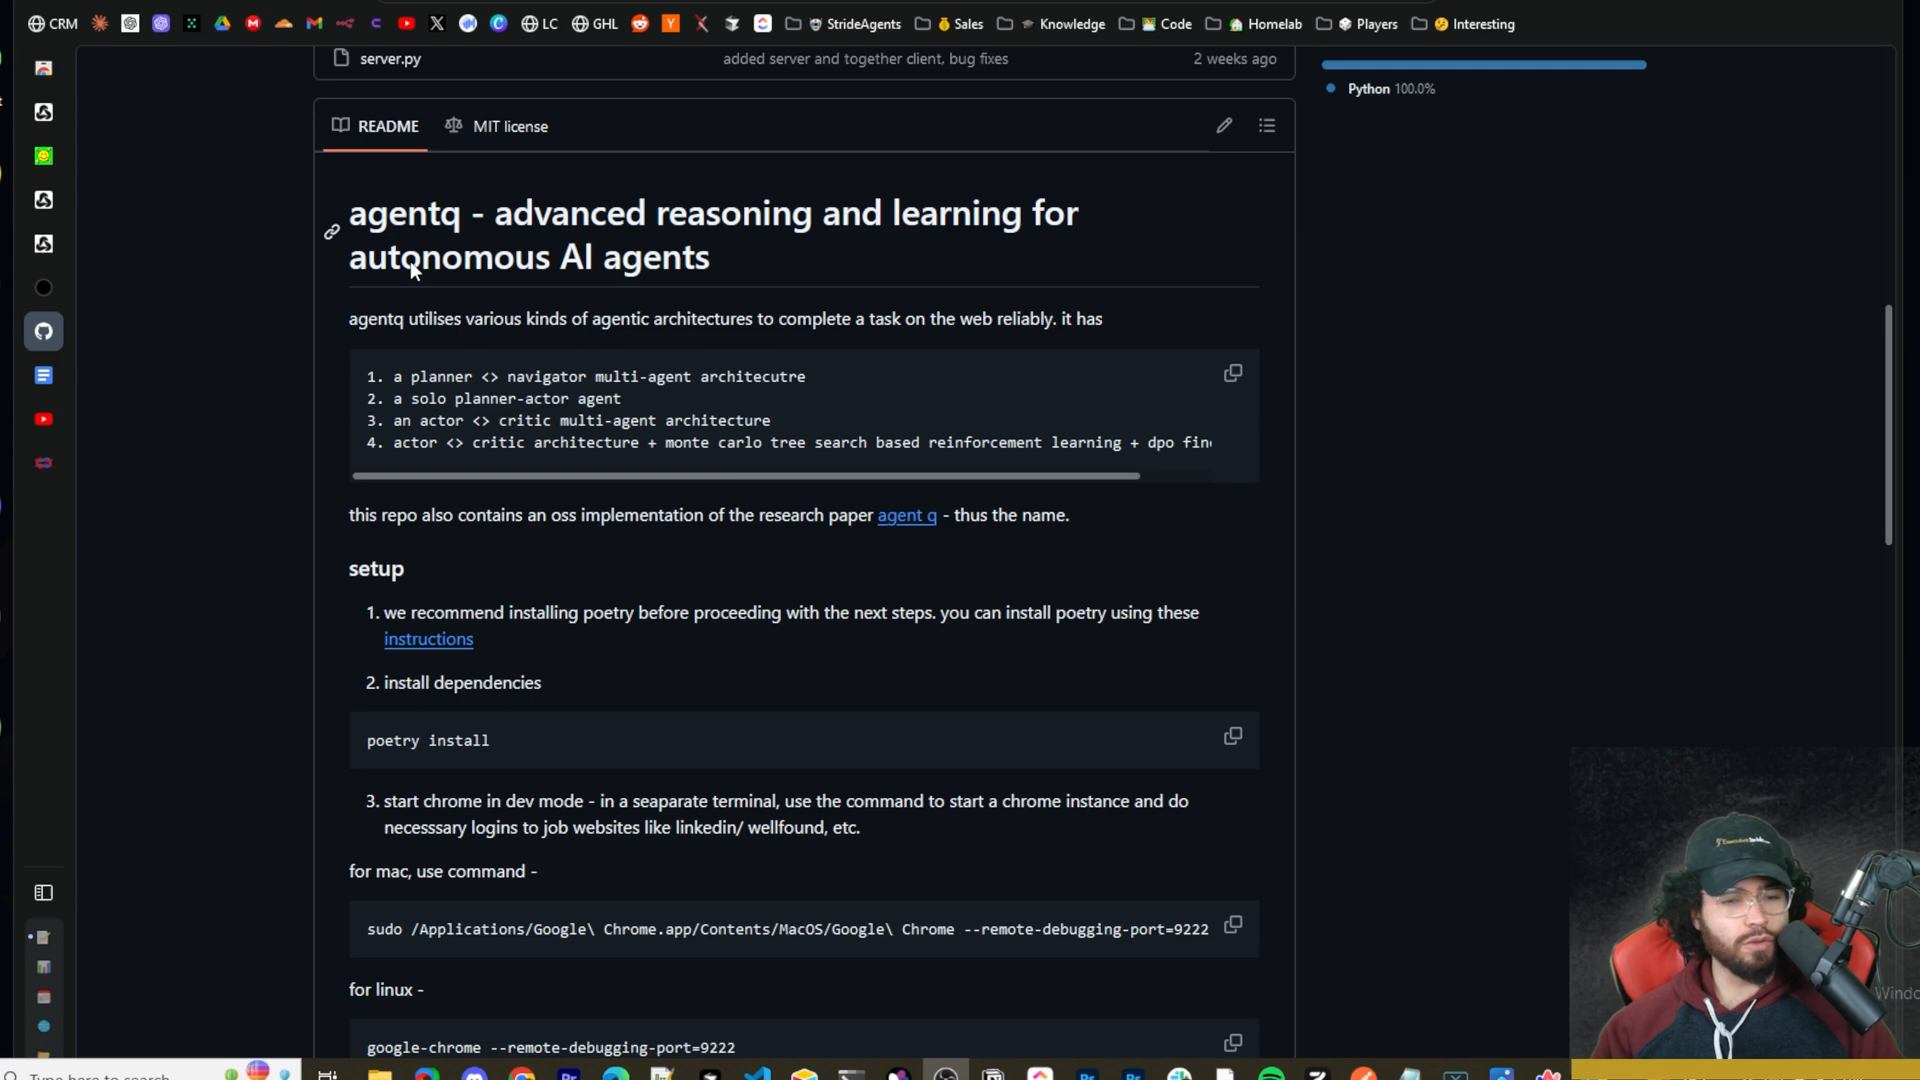 CRM
LC
GHL
StrideAgents
Sales
Knowledge
Code
Homelab
Players
Interesting
server.py
added server and together client, bug fixes
2 weeks ago
Python 100.0%
README
MIT license
agentq - advanced reasoning and learning for
autonomous AI agents
agentq utilises various kinds of agentic architectures to complete a task on the web reliably. it has
1. a planner <> navigator multi-agent architecutre
2. a solo planner-actor agent
3. an actor <> critic multi-agent architecture
4. actor <> critic architecture + monte carlo tree search based reinforcement learning + dpo fin
this repo also contains an oss implementation of the research paper agent q - thus the name.
setup
1. we recommend installing poetry before proceeding with the next steps. you can install poetry using these
instructions
2. install dependencies
poetry install
3. start chrome in dev mode - in a seaparate terminal, use the command to start a chrome instance and do
necesssary logins to job websites like linkedin/ wellfound, etc.
for mac, use command -
sudo /Applications/Google\ Chrome.app/Contents/MacOS/Google\ Chrome --remote-debugging-port=9222
for linux -
google-chrome --remote-debugging-port=9222
Windo
Type here to search